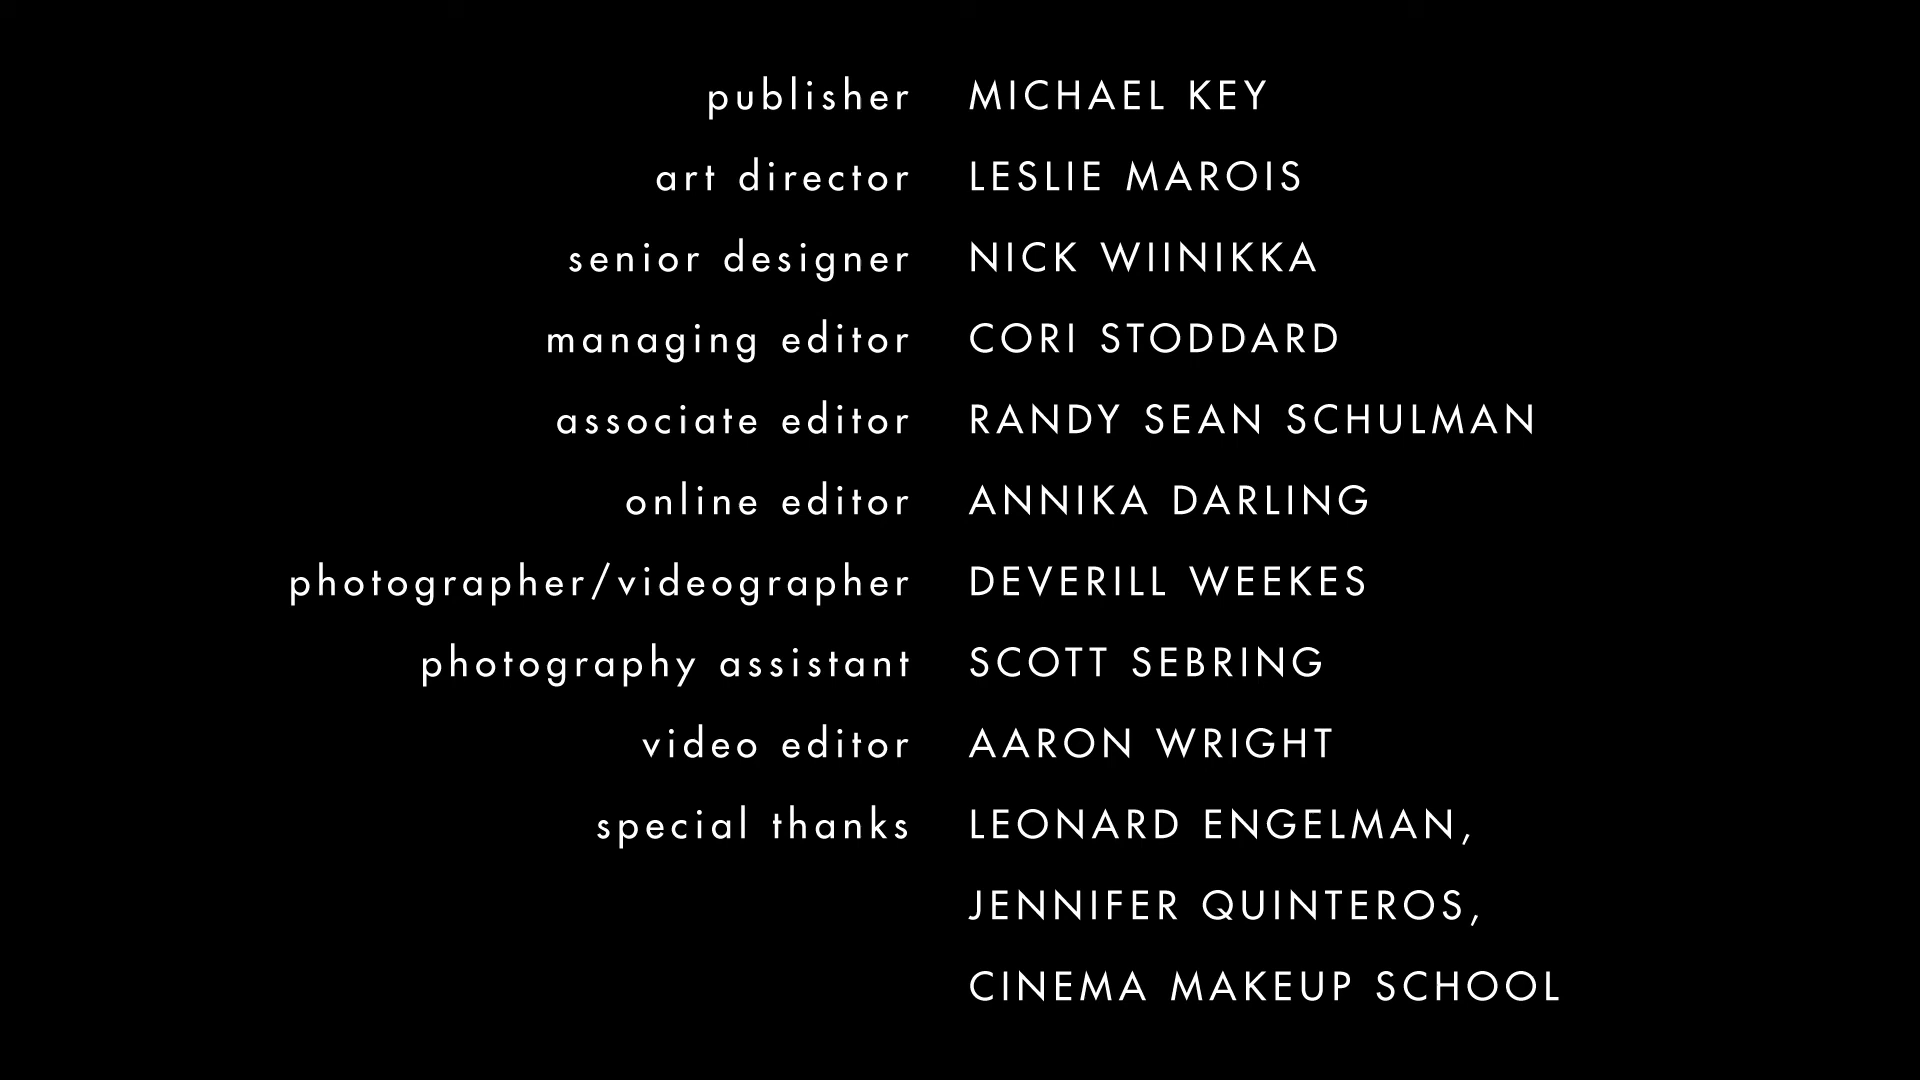 publisher MICHAEL KEY
art director LESLIE MAROIS
senior designer NICK WIINIKKA
managing editor CORI STODDARD
associate editor RANDY SEAN SCHULMAN
online editor ANNIKA DARLING
photographer/videographer DEVERILL WEEKES
photography assistant SCOTT SEBRING
video editor AARON WRIGHT
special thanks LEONARD ENGELMAN,
JENNIFER QUINTEROS,
CINEMA MAKEUP SCHOOL